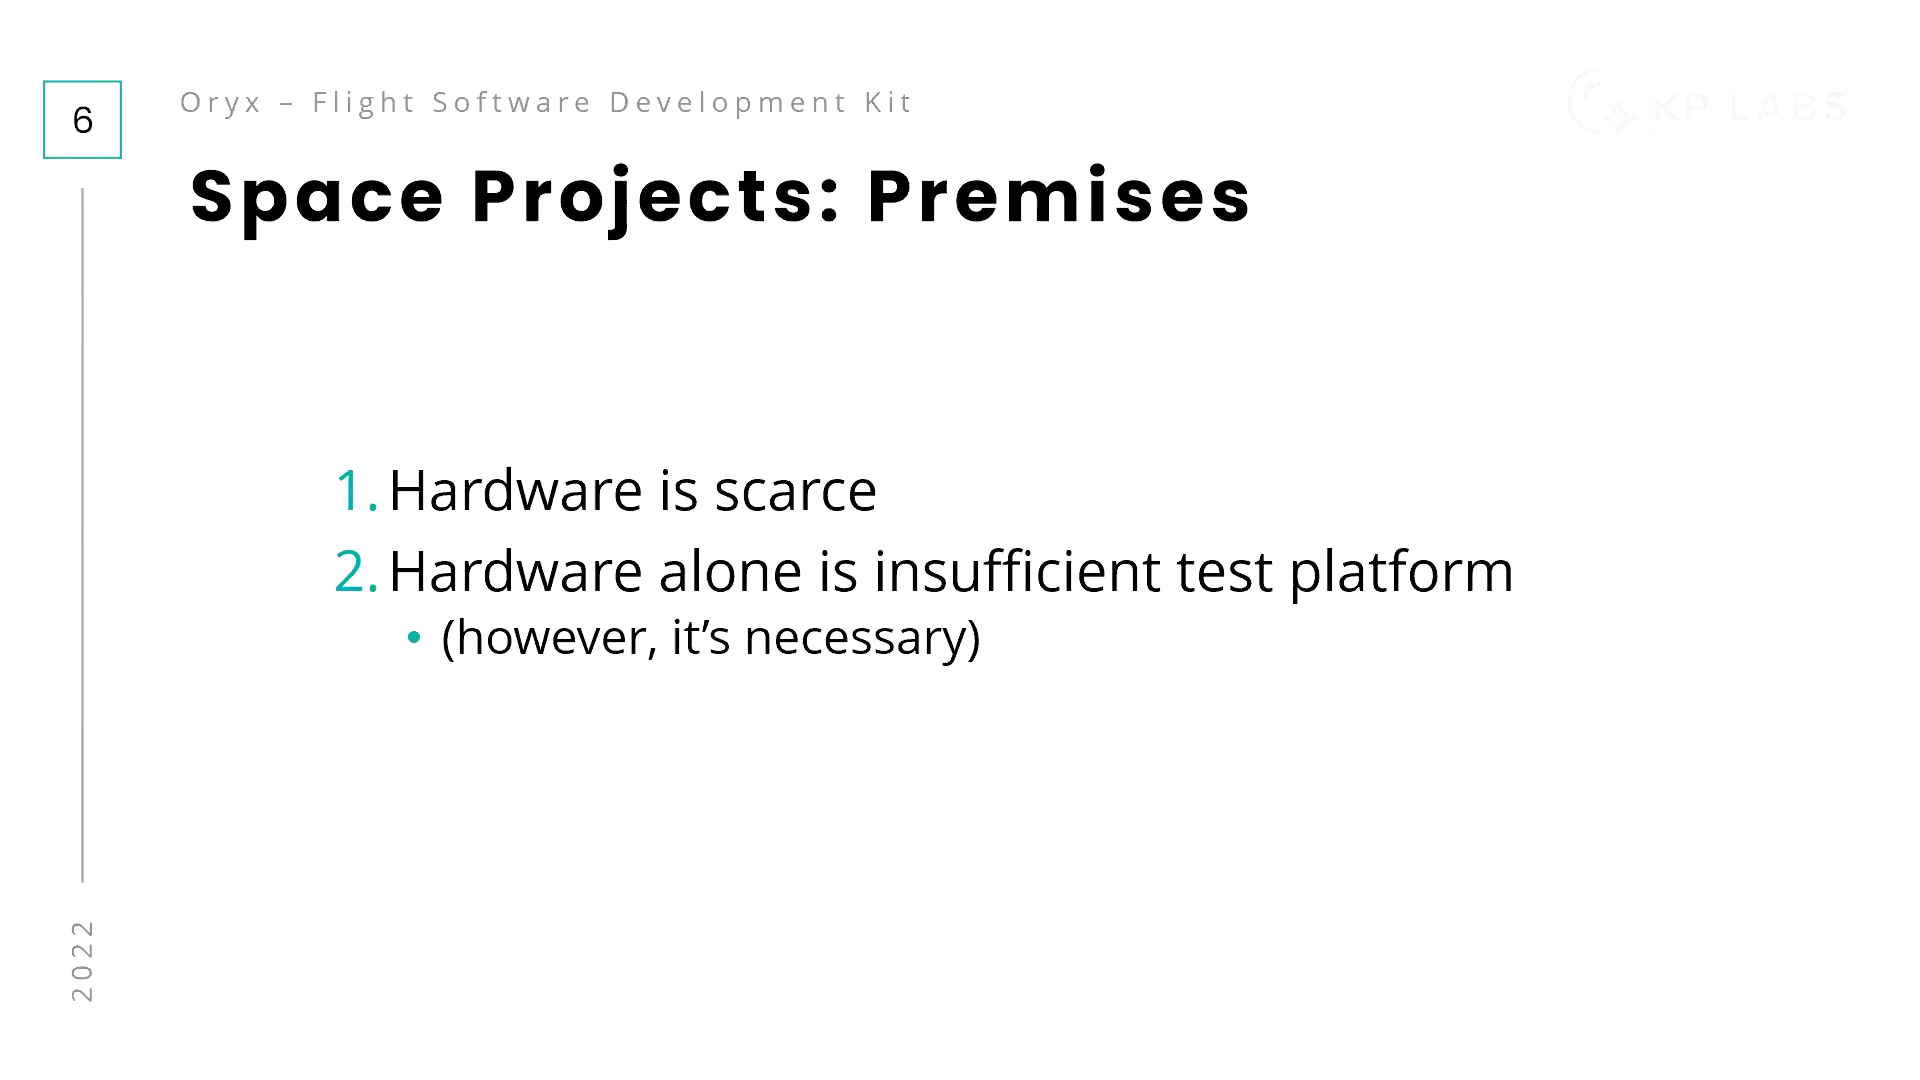 6
Oryx – Flight Software Development Kit
KP LABS
Space Projects: Premises
1. Hardware is scarce
2. Hardware alone is insufficient test platform
• (however, it’s necessary)
2022